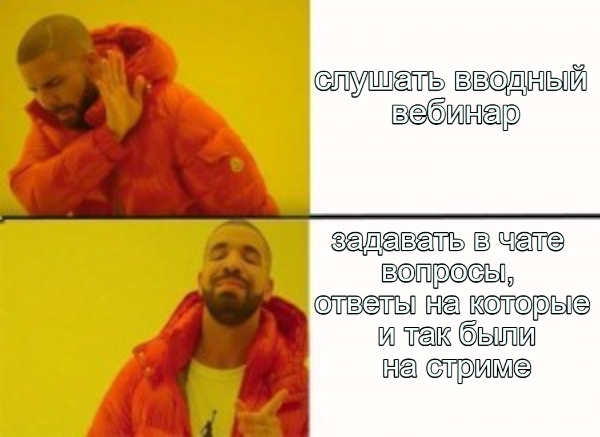 слушать вводный
вебинар
задавать в чате
вопросы,
ответы на которые
и так были
на стриме